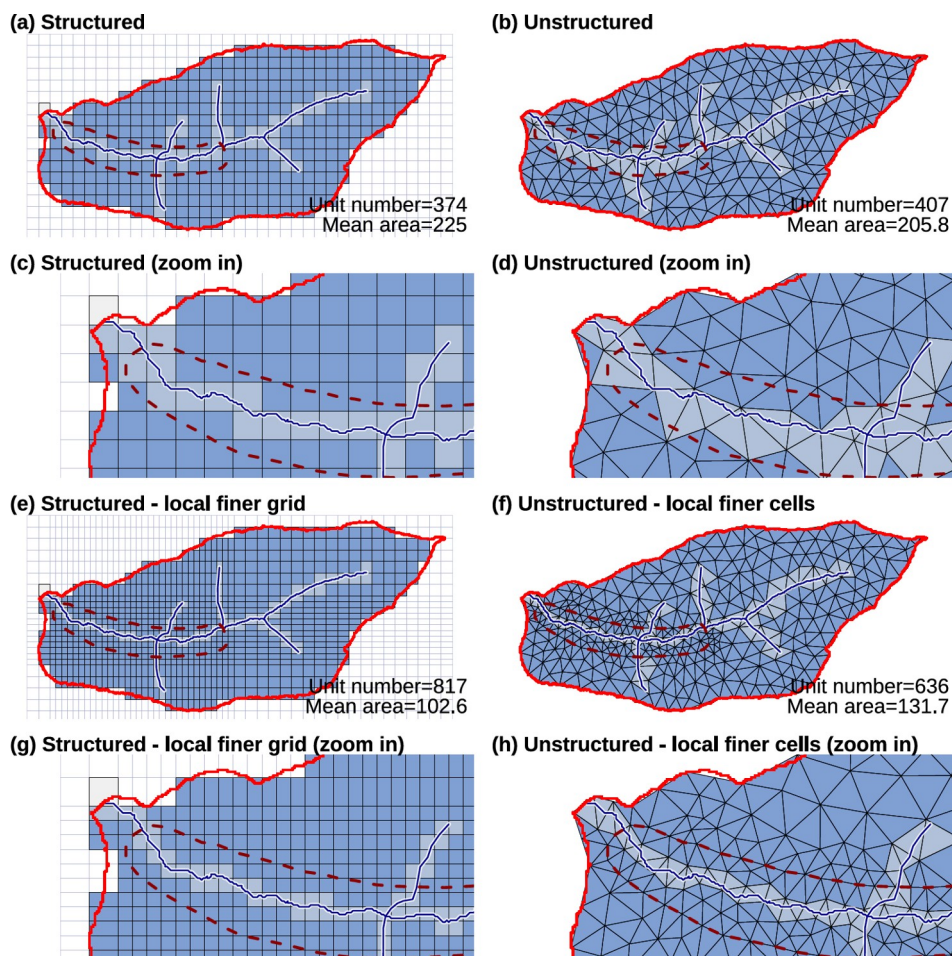 (a) Structured
(b) Unstructured
Unit number=374
Mean area=225
Unit number=407
Mean area=205.8
(c) Structured (zoom in)
(d) Unstructured (zoom in)
(e) Structured - local finer grid
(f) Unstructured - local finer cells
Unit number=817
Mean area=102.6
Unit number=636
Mean area=131.7
(g) Structured - local finer grid (zoom in)
(h) Unstructured - local finer cells (zoom in)